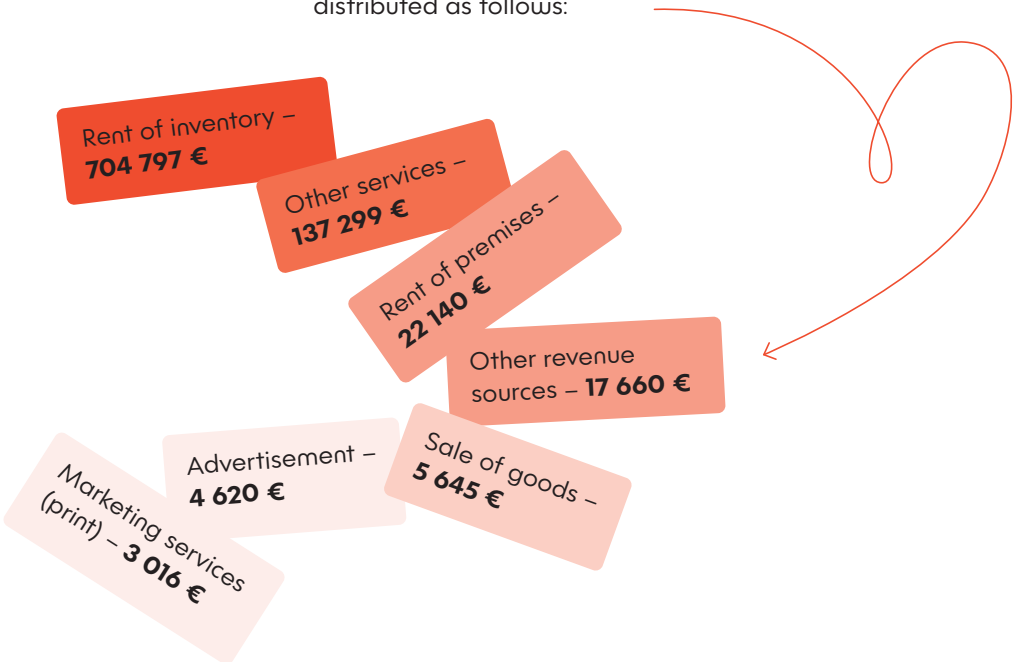 distributed as follows:
Rent of inventory –
704 797 €
Other services –
137 299 €
Rent of premises –
22 140 €
Other revenue
sources – 17 660 €
Sale of goods –
5 645 €
Advertisement –
4 620 €
Marketing services
(print) – 3 016 €